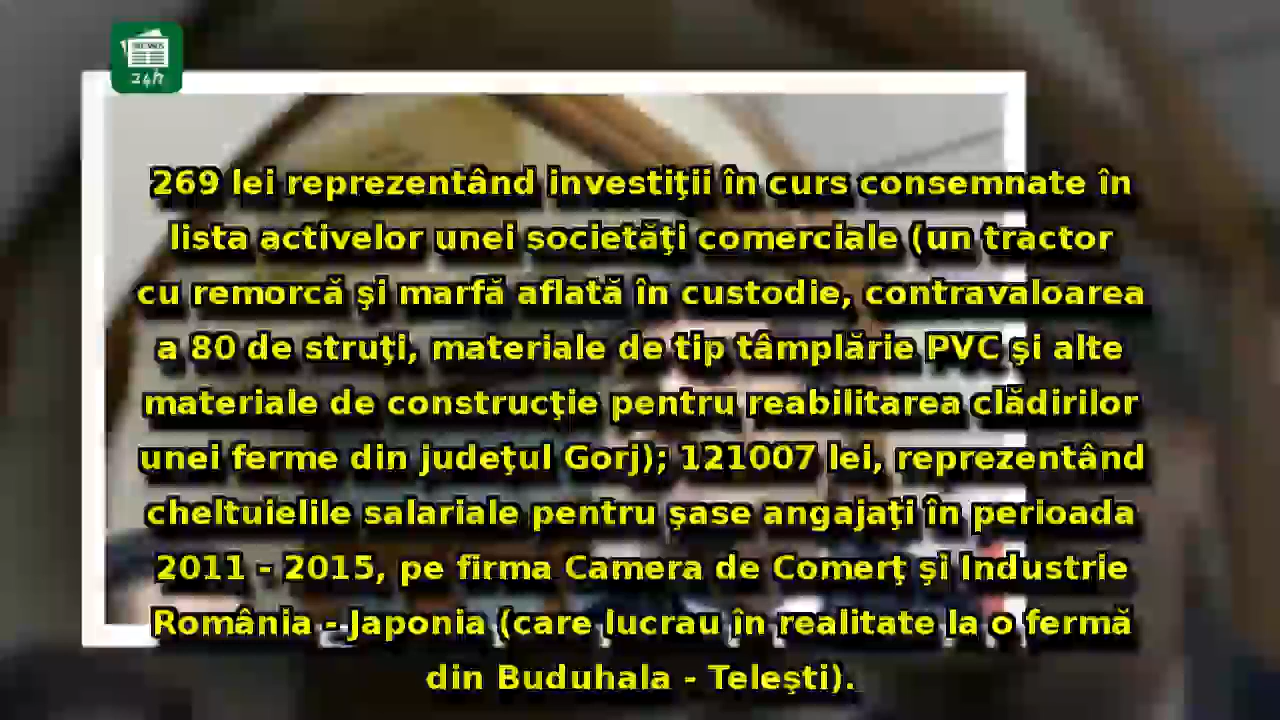 24h
269 lei reprezentând investiţii în curs consemnate în
lista activelor unei societăţi comerciale (un tractor
cu remorcă şi marfă aflată în custodie, contravaloarea
a 80 de struţi, materiale de tip tâmplărie PVC şi alte
materiale de construcţie pentru reabilitarea clădirilor
unei ferme din judeţul Gorj); 121007 lei, reprezentând
cheltuielile salariale pentru şase angajaţi în perioada
2011 - 2015, pe firma Camera de Comerţ şi Industrie
România - Japonia (care lucrau în realitate la o fermă
din Buduhala - Teleşti).